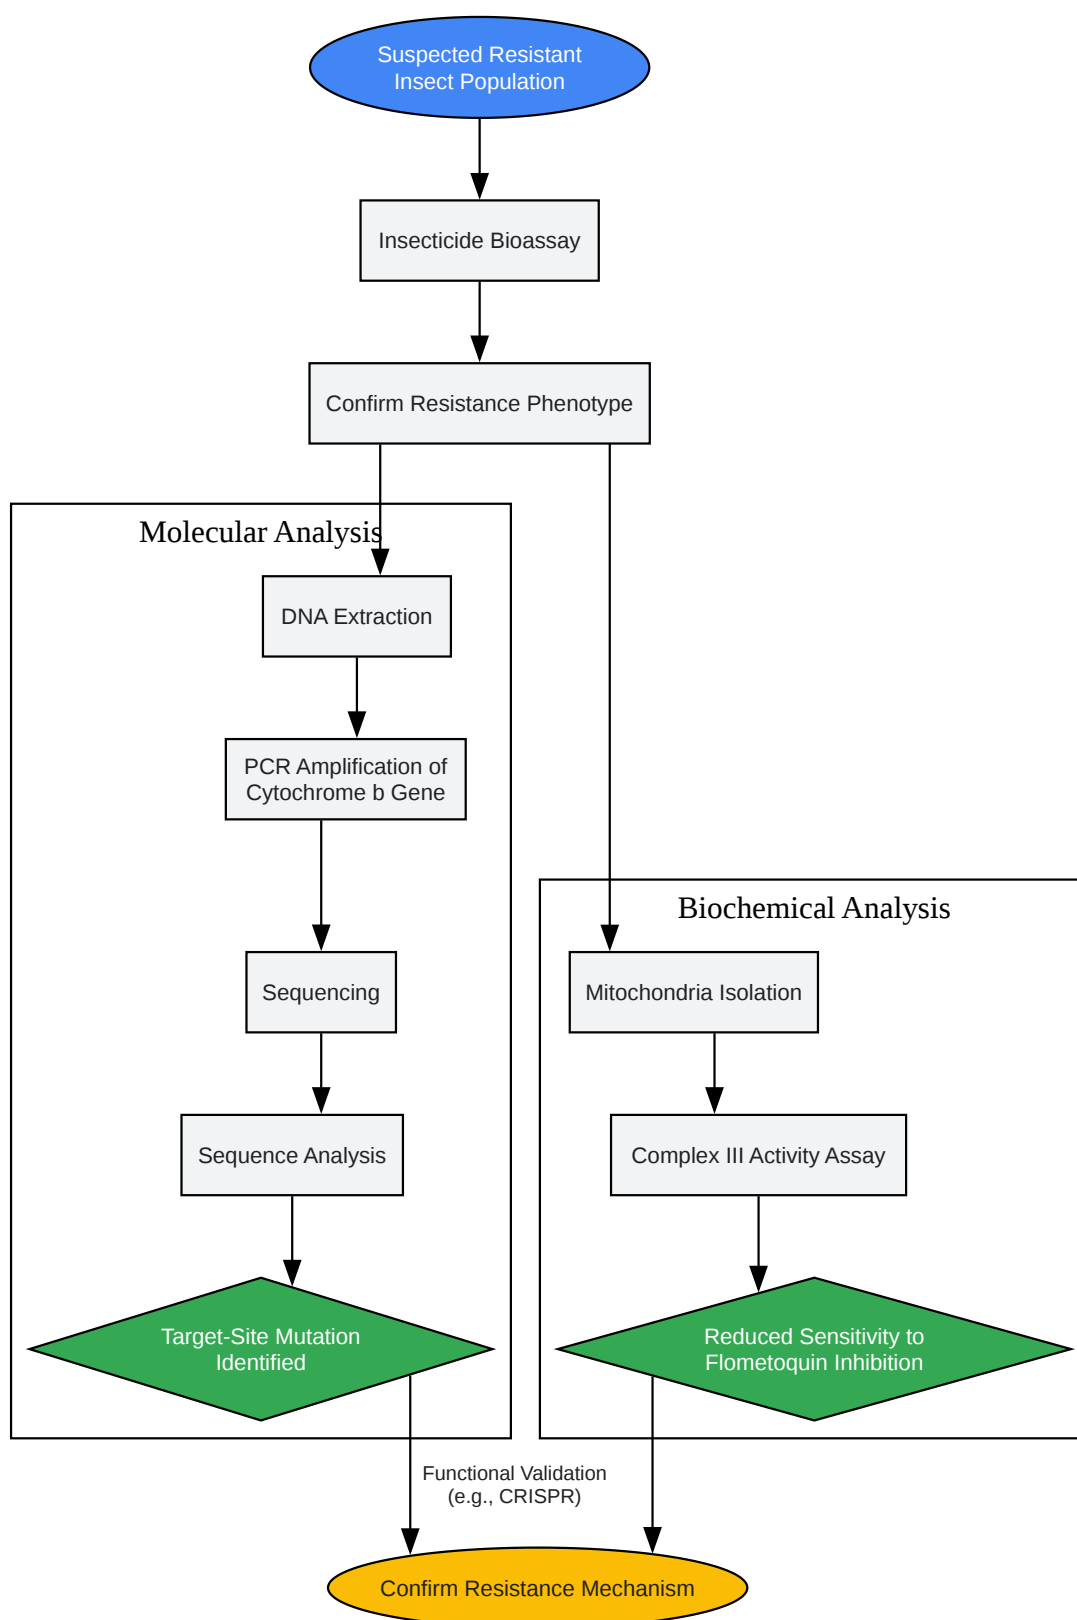 Suspected Resistant
Insect Population
Insecticide Bioassay
Confirm Resistance Phenotype
Molecular Analysis
DNA Extraction
PCR Amplification of
Cytochrome b Gene
Sequencing
Sequence Analysis
Target-Site Mutation
Identified
Biochemical Analysis
Mitochondria Isolation
Complex III Activity Assay
Reduced Sensitivity to
Flometoquin Inhibition
Functional Validation
(e.g., CRISPR)
Confirm Resistance Mechanism